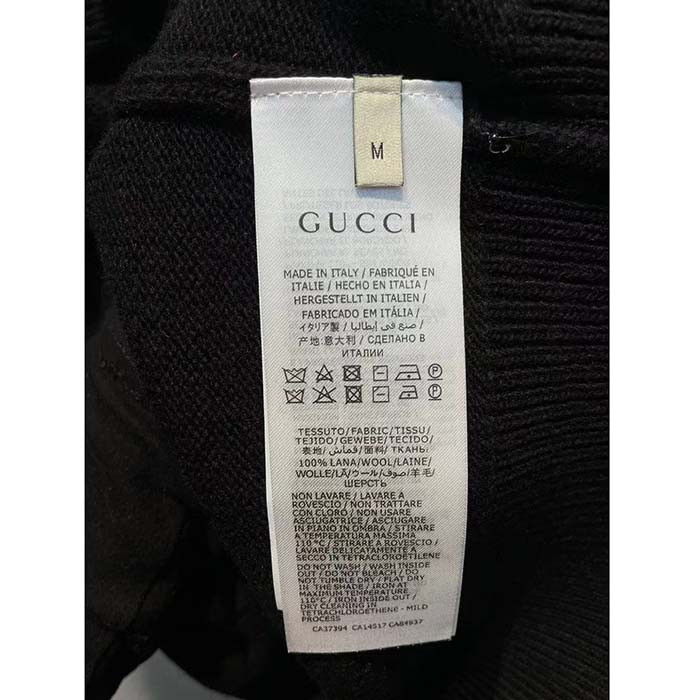 M
GUCCI
MADE IN ITALY / FABRIQUÉ EN
ITALIE / HECHO EN ITALIA /
HERGESTELLT IN ITALIEN /
FABRICADO EM ITÁLIA /
イタリア製 / صنع في إيطاليا /
产地:意大利 / СДЕЛАНО В
ИТАЛИИ
TESSUTO/FABRIC/TISSU/
TEJIDO/GEWEBE/TECIDO/
表地/قماش/面料/ ТКАНЬ:
100% LANA/WOOL/LAINE/
WOLLE/LÃ/ウール/صوف/羊毛/
ШЕРСТЬ
NON LAVARE / LAVARE A
ROVESCIO / NON TRATTARE
CON CLORO / NON USARE
ASCIUGATRICE / ASCIUGARE
IN PIANO IN OMBRA / STIRARE
A TEMPERATURA MASSIMA
110°C / STIRARE A ROVESCIO /
LAVARE DELICATAMENTE A
SECCO IN TETRACLOROETILENE
DO NOT WASH / WASH INSIDE
OUT / DO NOT BLEACH / DO
NOT TUMBLE DRY / FLAT DRY
IN THE SHADE / IRON AT
MAXIMUM TEMPERATURE
110°C / IRON INSIDE OUT /
DRY CLEANING IN
TETRACHLOROETHENE - MILD
PROCESS
CA37394 CA14517 CA84937